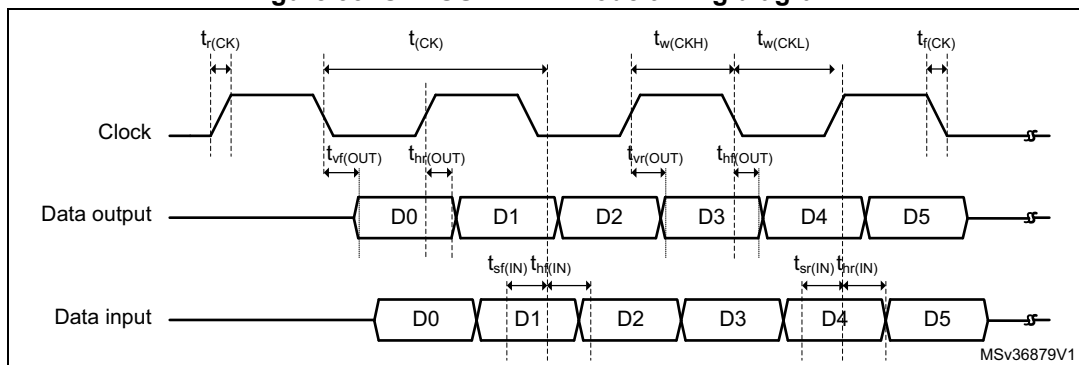 t_r(CK) t_(CK) t_w(CKH) t_w(CKL) t_f(CK)
Clock
t_vf(OUT) t_hr(OUT) t_vr(OUT) t_hf(OUT)
Data output D0 D1 D2 D3 D4 D5
t_sf(IN) t_hf(IN) t_sr(IN) t_hr(IN)
Data input D0 D1 D2 D3 D4 D5
MSv36879V1